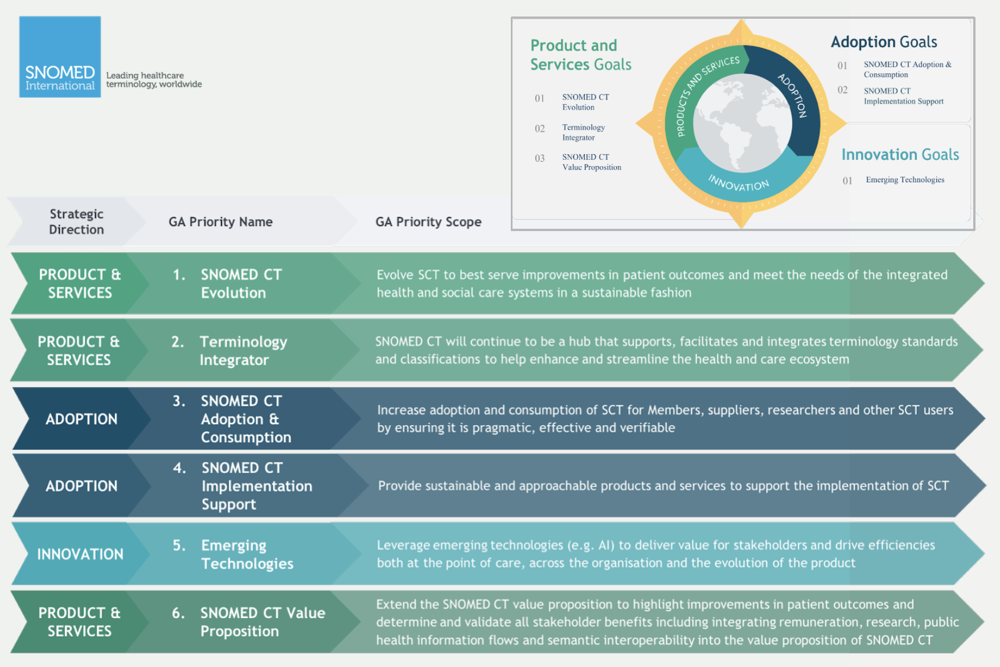 SNOMED
International
Leading healthcare
terminology, worldwide
Product and
Services Goals
01 SNOMED CT
Evolution
02 Terminology
Integrator
03 SNOMED CT
Value Proposition
PRODUCTS AND SERVICES
ADOPTION
INNOVATION
Adoption Goals
01 SNOMED CT Adoption &
Consumption
02 SNOMED CT
Implementation Support
Innovation Goals
01 Emerging Technologies
Strategic
Direction
GA Priority Name
GA Priority Scope
PRODUCT &
SERVICES
1. SNOMED CT
Evolution
Evolve SCT to best serve improvements in patient outcomes and meet the needs of the integrated
health and social care systems in a sustainable fashion
PRODUCT &
SERVICES
2. Terminology
Integrator
SNOMED CT will continue to be a hub that supports, facilitates and integrates terminology standards
and classifications to help enhance and streamline the health and care ecosystem
ADOPTION
3. SNOMED CT
Adoption &
Consumption
Increase adoption and consumption of SCT for Members, suppliers, researchers and other SCT users
by ensuring it is pragmatic, effective and verifiable
ADOPTION
4. SNOMED CT
Implementation
Support
Provide sustainable and approachable products and services to support the implementation of SCT
INNOVATION
5. Emerging
Technologies
Leverage emerging technologies (e.g. AI) to deliver value for stakeholders and drive efficiencies
both at the point of care, across the organisation and the evolution of the product
PRODUCT &
SERVICES
6. SNOMED CT Value
Proposition
Extend the SNOMED CT value proposition to highlight improvements in patient outcomes and
determine and validate all stakeholder benefits including integrating remuneration, research, public
health information flows and semantic interoperability into the value proposition of SNOMED CT